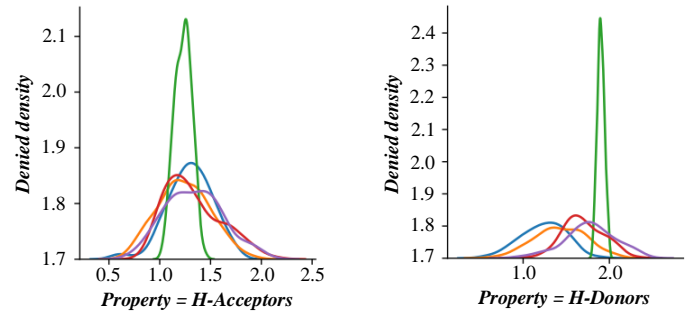 Denied density
2.1
2.0
1.9
1.8
1.7
0.5 1.0 1.5 2.0 2.5
Property = H-Acceptors
Denied density
2.4
2.3
2.2
2.1
2.0
1.9
1.8
1.7
1.0 2.0
Property = H-Donors